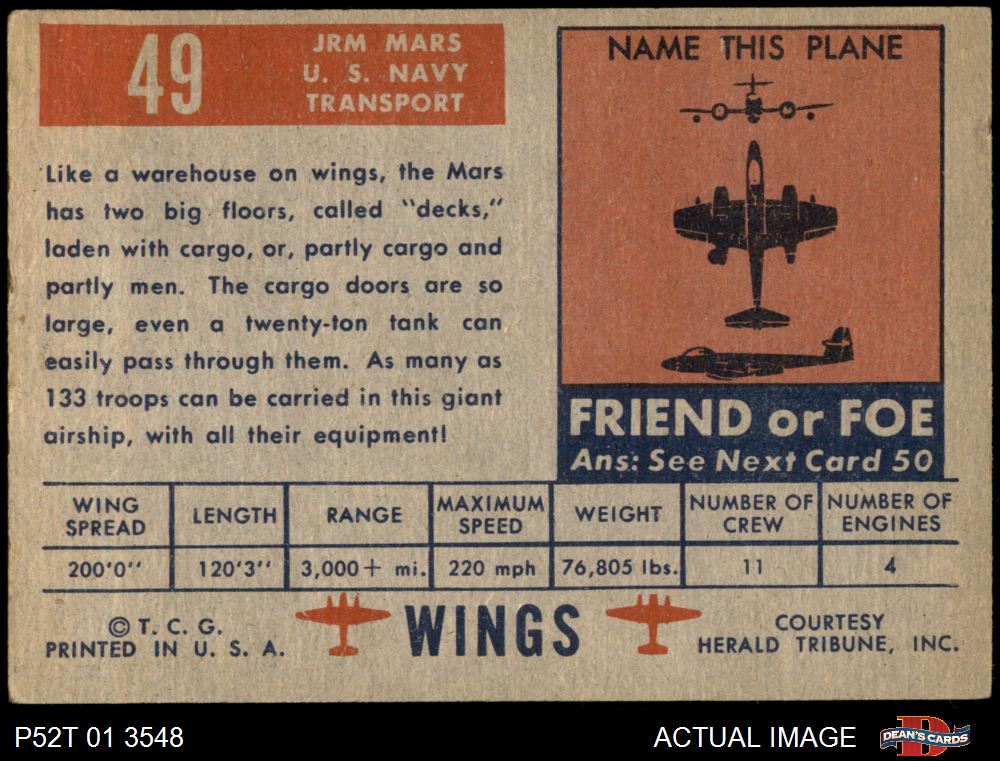 49
JRM MARS
U. S. NAVY
TRANSPORT
Like a warehouse on wings, the Mars
has two big floors, called "decks,"
laden with cargo, or, partly cargo and
partly men. The cargo doors are so
large, even a twenty-ton tank can
easily pass through them. As many as
133 troops can be carried in this giant
airship, with all their equipment!
NAME THIS PLANE
FRIEND or FOE
Ans: See Next Card 50
WING SPREAD LENGTH RANGE MAXIMUM SPEED WEIGHT NUMBER OF CREW NUMBER OF ENGINES
200'0'' 120'3'' 3,000+ mi. 220 mph 76,805 lbs. 11 4
© T. C. G.
PRINTED IN U. S. A.
WINGS
COURTESY
HERALD TRIBUNE, INC.
P52T 01 3548
ACTUAL IMAGE
D
DEAN'S CARDS